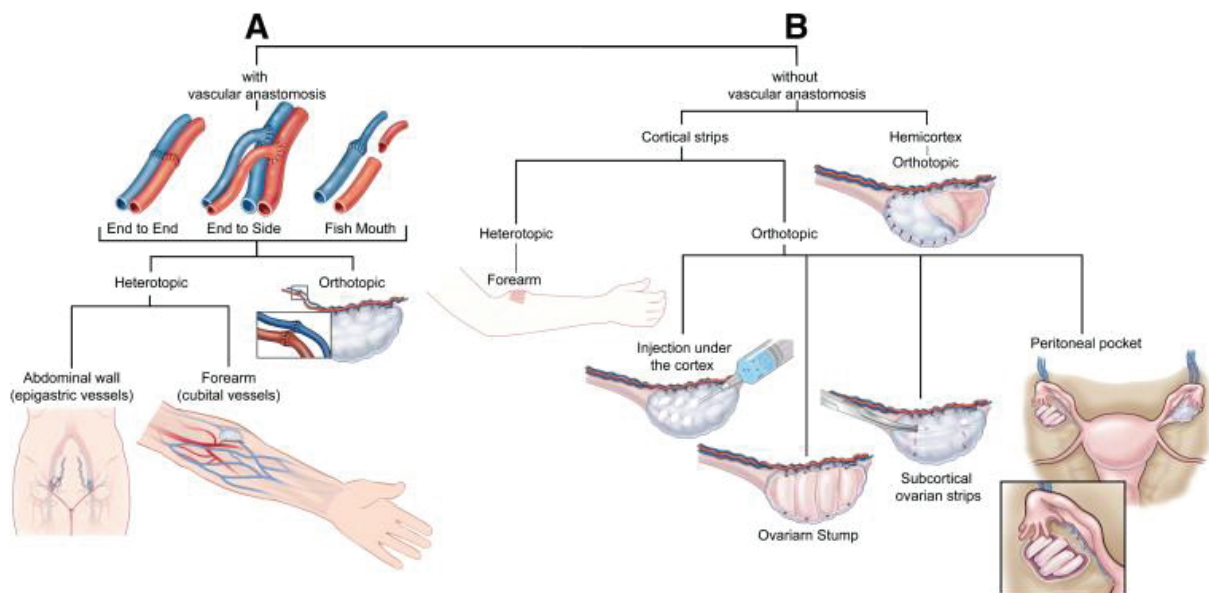 A
B
with
vascular anastomosis
without
vascular anastomosis
Cortical strips
Hemicortex
Orthotopic
End to End
End to Side
Fish Mouth
Heterotopic
Orthotopic
Heterotopic
Orthotopic
Forearm
Abdominal wall
(epigastric vessels)
Forearm
(cubital vessels)
Injection under
the cortex
Peritoneal pocket
Subcortical
ovarian strips
Ovariarn Stump